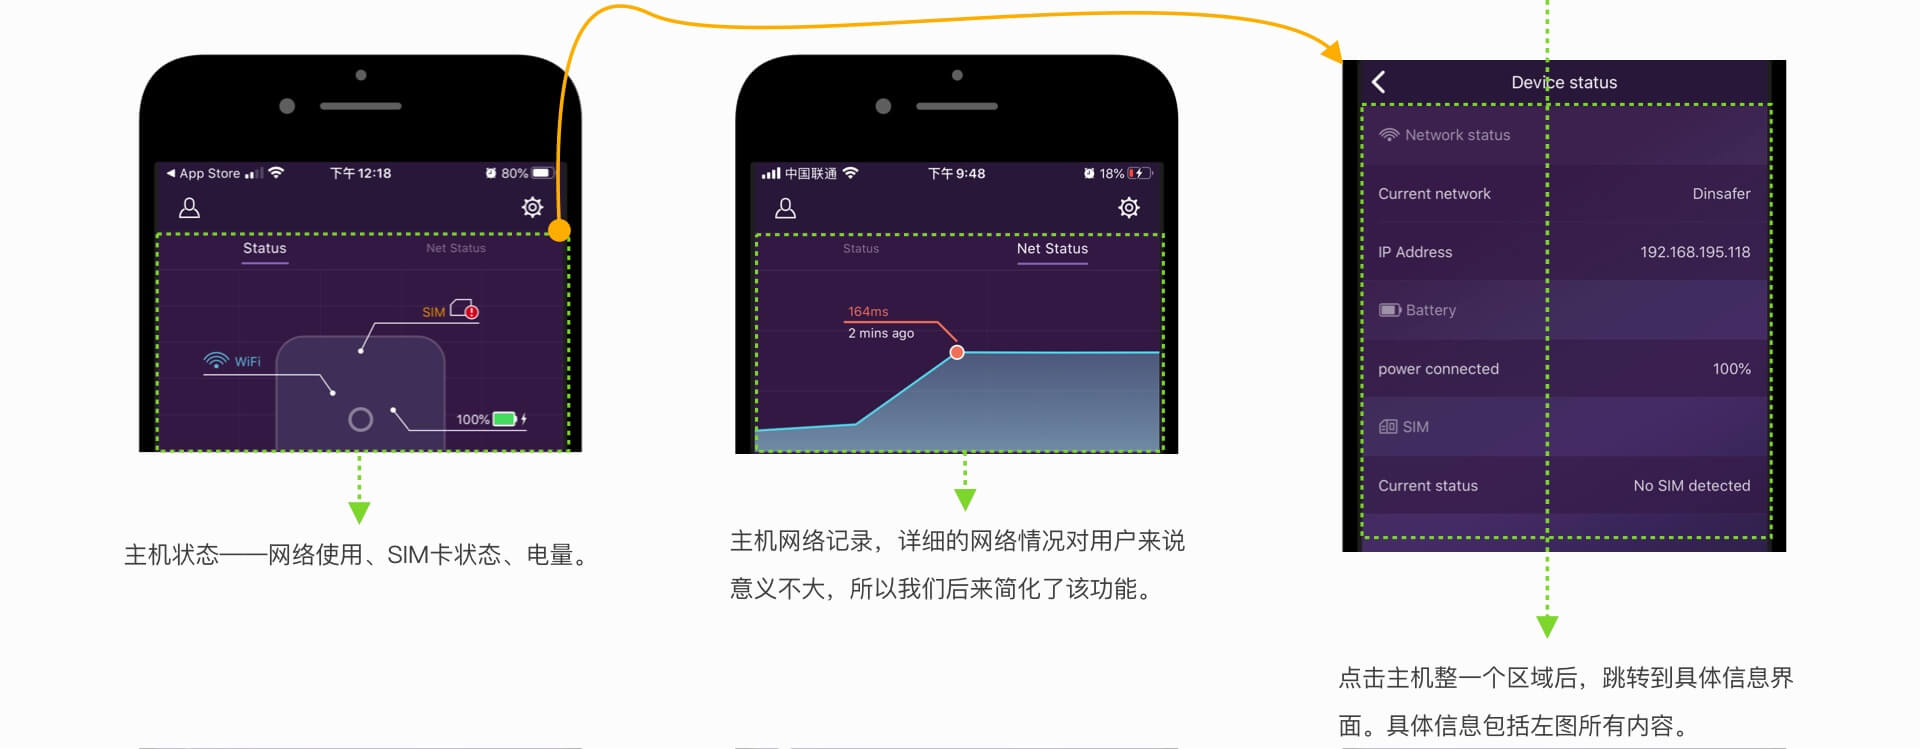 App Store
下午12:18
80%
Status
Net Status
SIM
WiFi
100%
主机状态——网络使用、SIM卡状态、电量。
中国联通
下午9:48
18%
Status
Net Status
164ms
2 mins ago
主机网络记录，详细的网络情况对用户来说
意义不大，所以我们后来简化了该功能。
Device status
Network status
Current network Dinsafer
IP Address 192.168.195.118
Battery
power connected 100%
SIM
Current status No SIM detected
点击主机整一个区域后，跳转到具体信息界
面。具体信息包括左图所有内容。